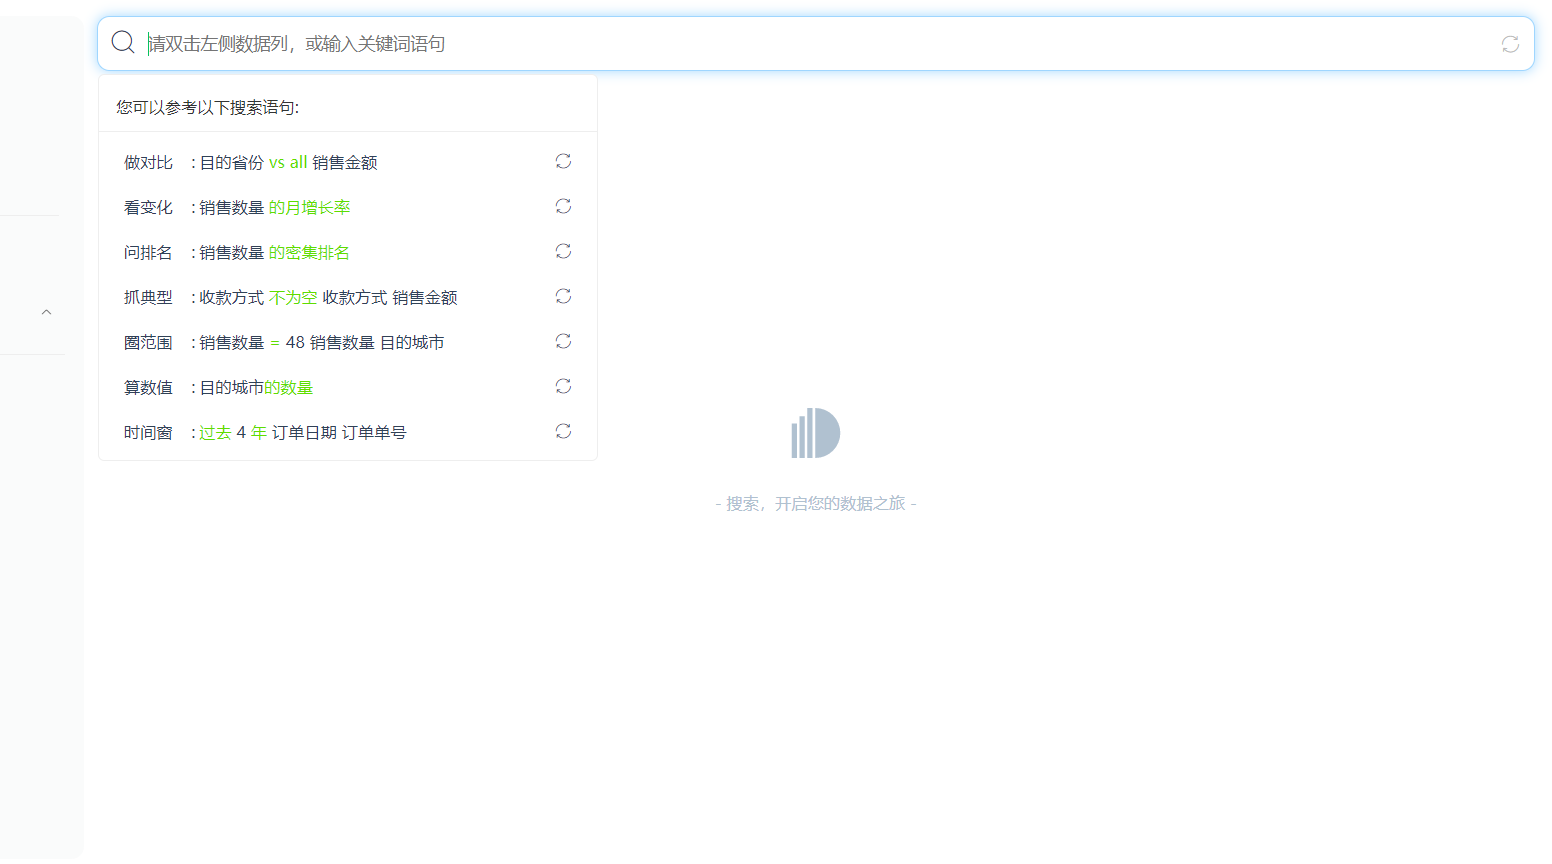 请双击左侧数据列，或输入关键词语句
您可以参考以下搜索语句:
做对比 : 目的省份 vs all 销售金额
看变化 : 销售数量 的月增长率
问排名 : 销售数量 的密集排名
抓典型 : 收款方式 不为空 收款方式 销售金额
圈范围 : 销售数量 = 48 销售数量 目的城市
算数值 : 目的城市的数量
时间窗 : 过去 4 年 订单日期 订单单号
- 搜索，开启您的数据之旅 -